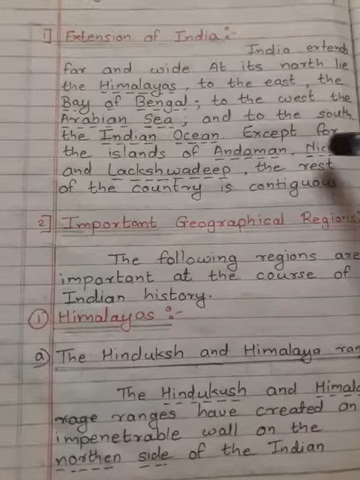 1] Extension of India:-
India extend
far and wide At its north lie
the Himalayas, to the east, the
Bay of Bengal; to the west the
Arabian Sea; and to the south,
the Indian Ocean. Except for
the islands of Andaman, Nic
and Lackshwadeep, the rest
of the country is contiguous
2] Important Geographical Regions
The following regions are
important at the course of
Indian history.
① Himalayas:-
a) The Hinduksh and Himalaya ran
The Hindukush and Himala
rage ranges have created an
impenetrable wall on the
northen side of the Indian